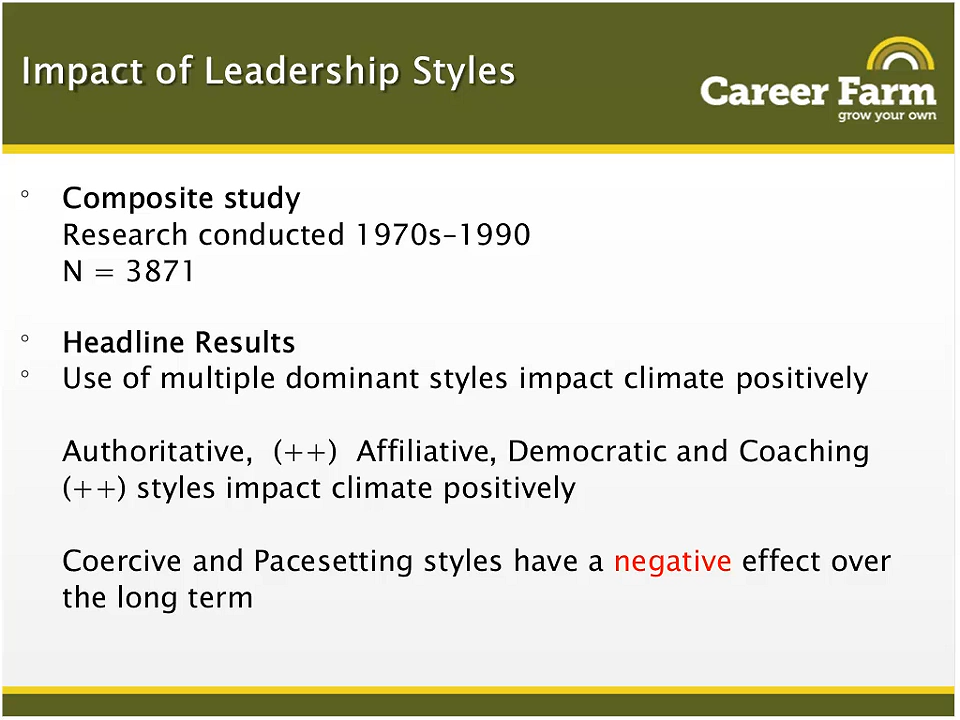 Impact of Leadership Styles
Career Farm
grow your own
° Composite study
Research conducted 1970s–1990
N = 3871
° Headline Results
° Use of multiple dominant styles impact climate positively
Authoritative,  (++)  Affiliative, Democratic and Coaching
(++) styles impact climate positively
Coercive and Pacesetting styles have a negative effect over
the long term